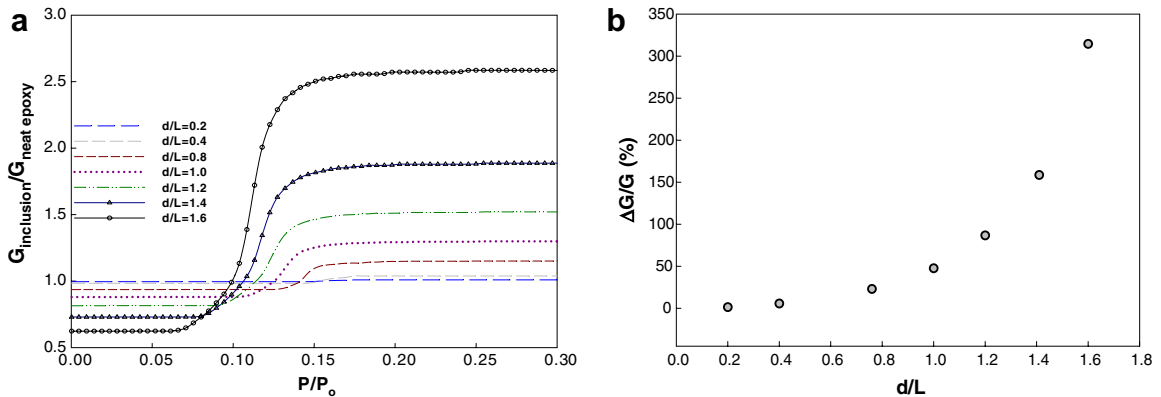 a
3.0
2.5
2.0
1.5
1.0
0.5
G inclusion/G neat epoxy
d/L=0.2
d/L=0.4
d/L=0.8
d/L=1.0
d/L=1.2
d/L=1.4
d/L=1.6
0.00 0.05 0.10 0.15 0.20 0.25 0.30
P/Po
b
350
300
250
200
150
100
50
0
ΔG/G (%)
0.0 0.2 0.4 0.6 0.8 1.0 1.2 1.4 1.6 1.8
d/L